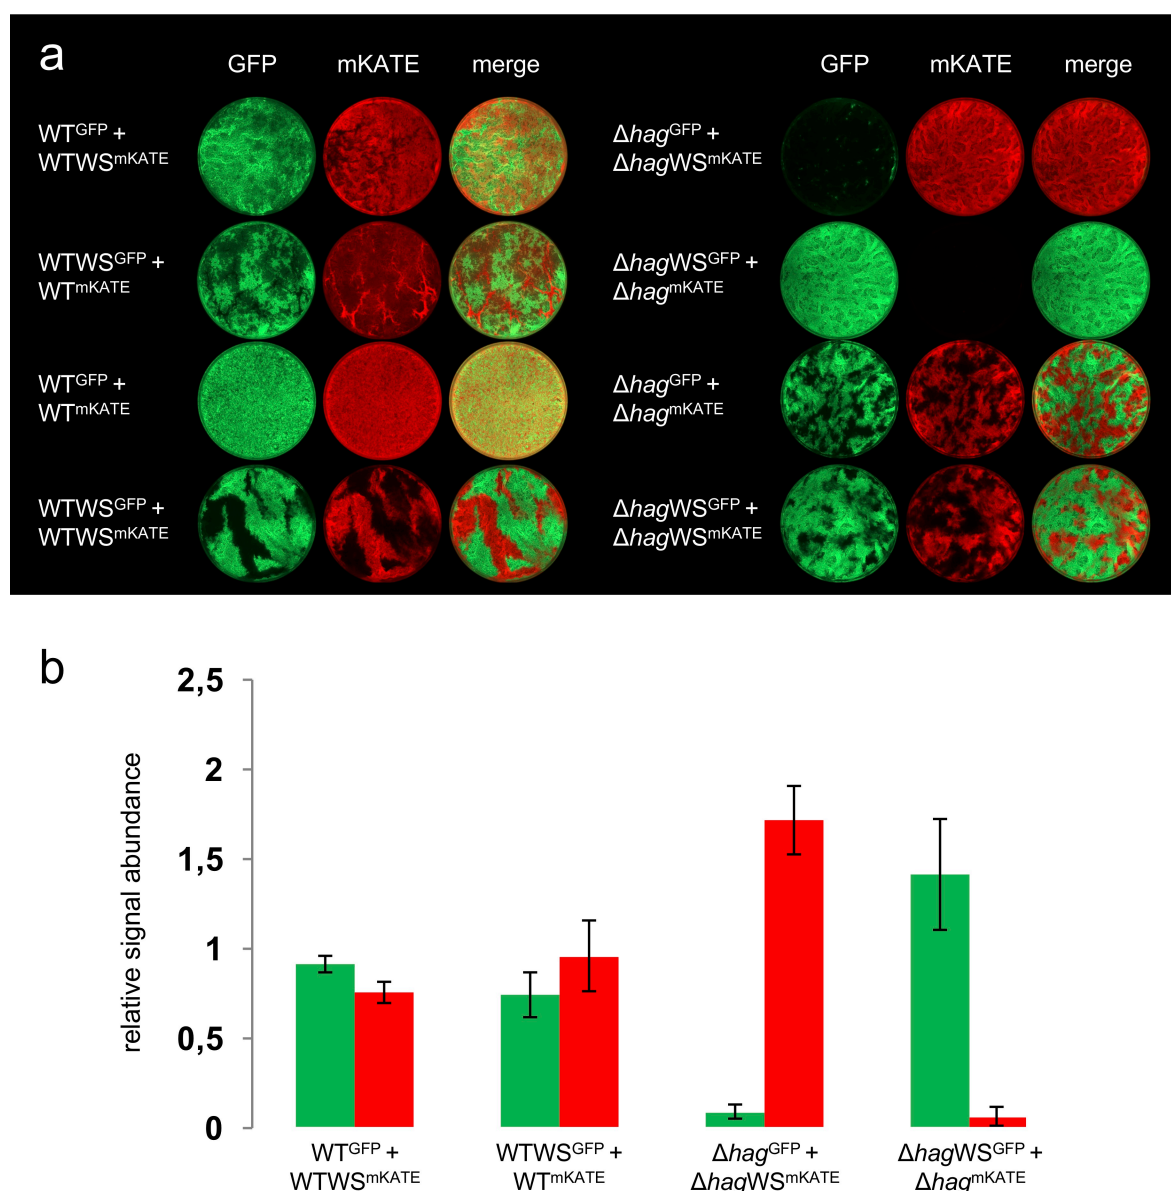 a
GFP mKATE merge GFP mKATE merge
WTGFP +
WTWSmKATE
ΔhagGFP +
ΔhagWSmKATE
WTWSGFP +
WTmKATE
ΔhagWSGFP +
ΔhagmKATE
WTGFP +
WTmKATE
ΔhagGFP +
ΔhagmKATE
WTWSGFP +
WTWSmKATE
ΔhagWSGFP +
ΔhagWSmKATE
b
relative signal abundance
2,5
2
1,5
1
0,5
0
WTGFP +
WTWSmKATE
WTWSGFP +
WTmKATE
ΔhagGFP +
ΔhagWSmKATE
ΔhagWSGFP +
ΔhagmKATE